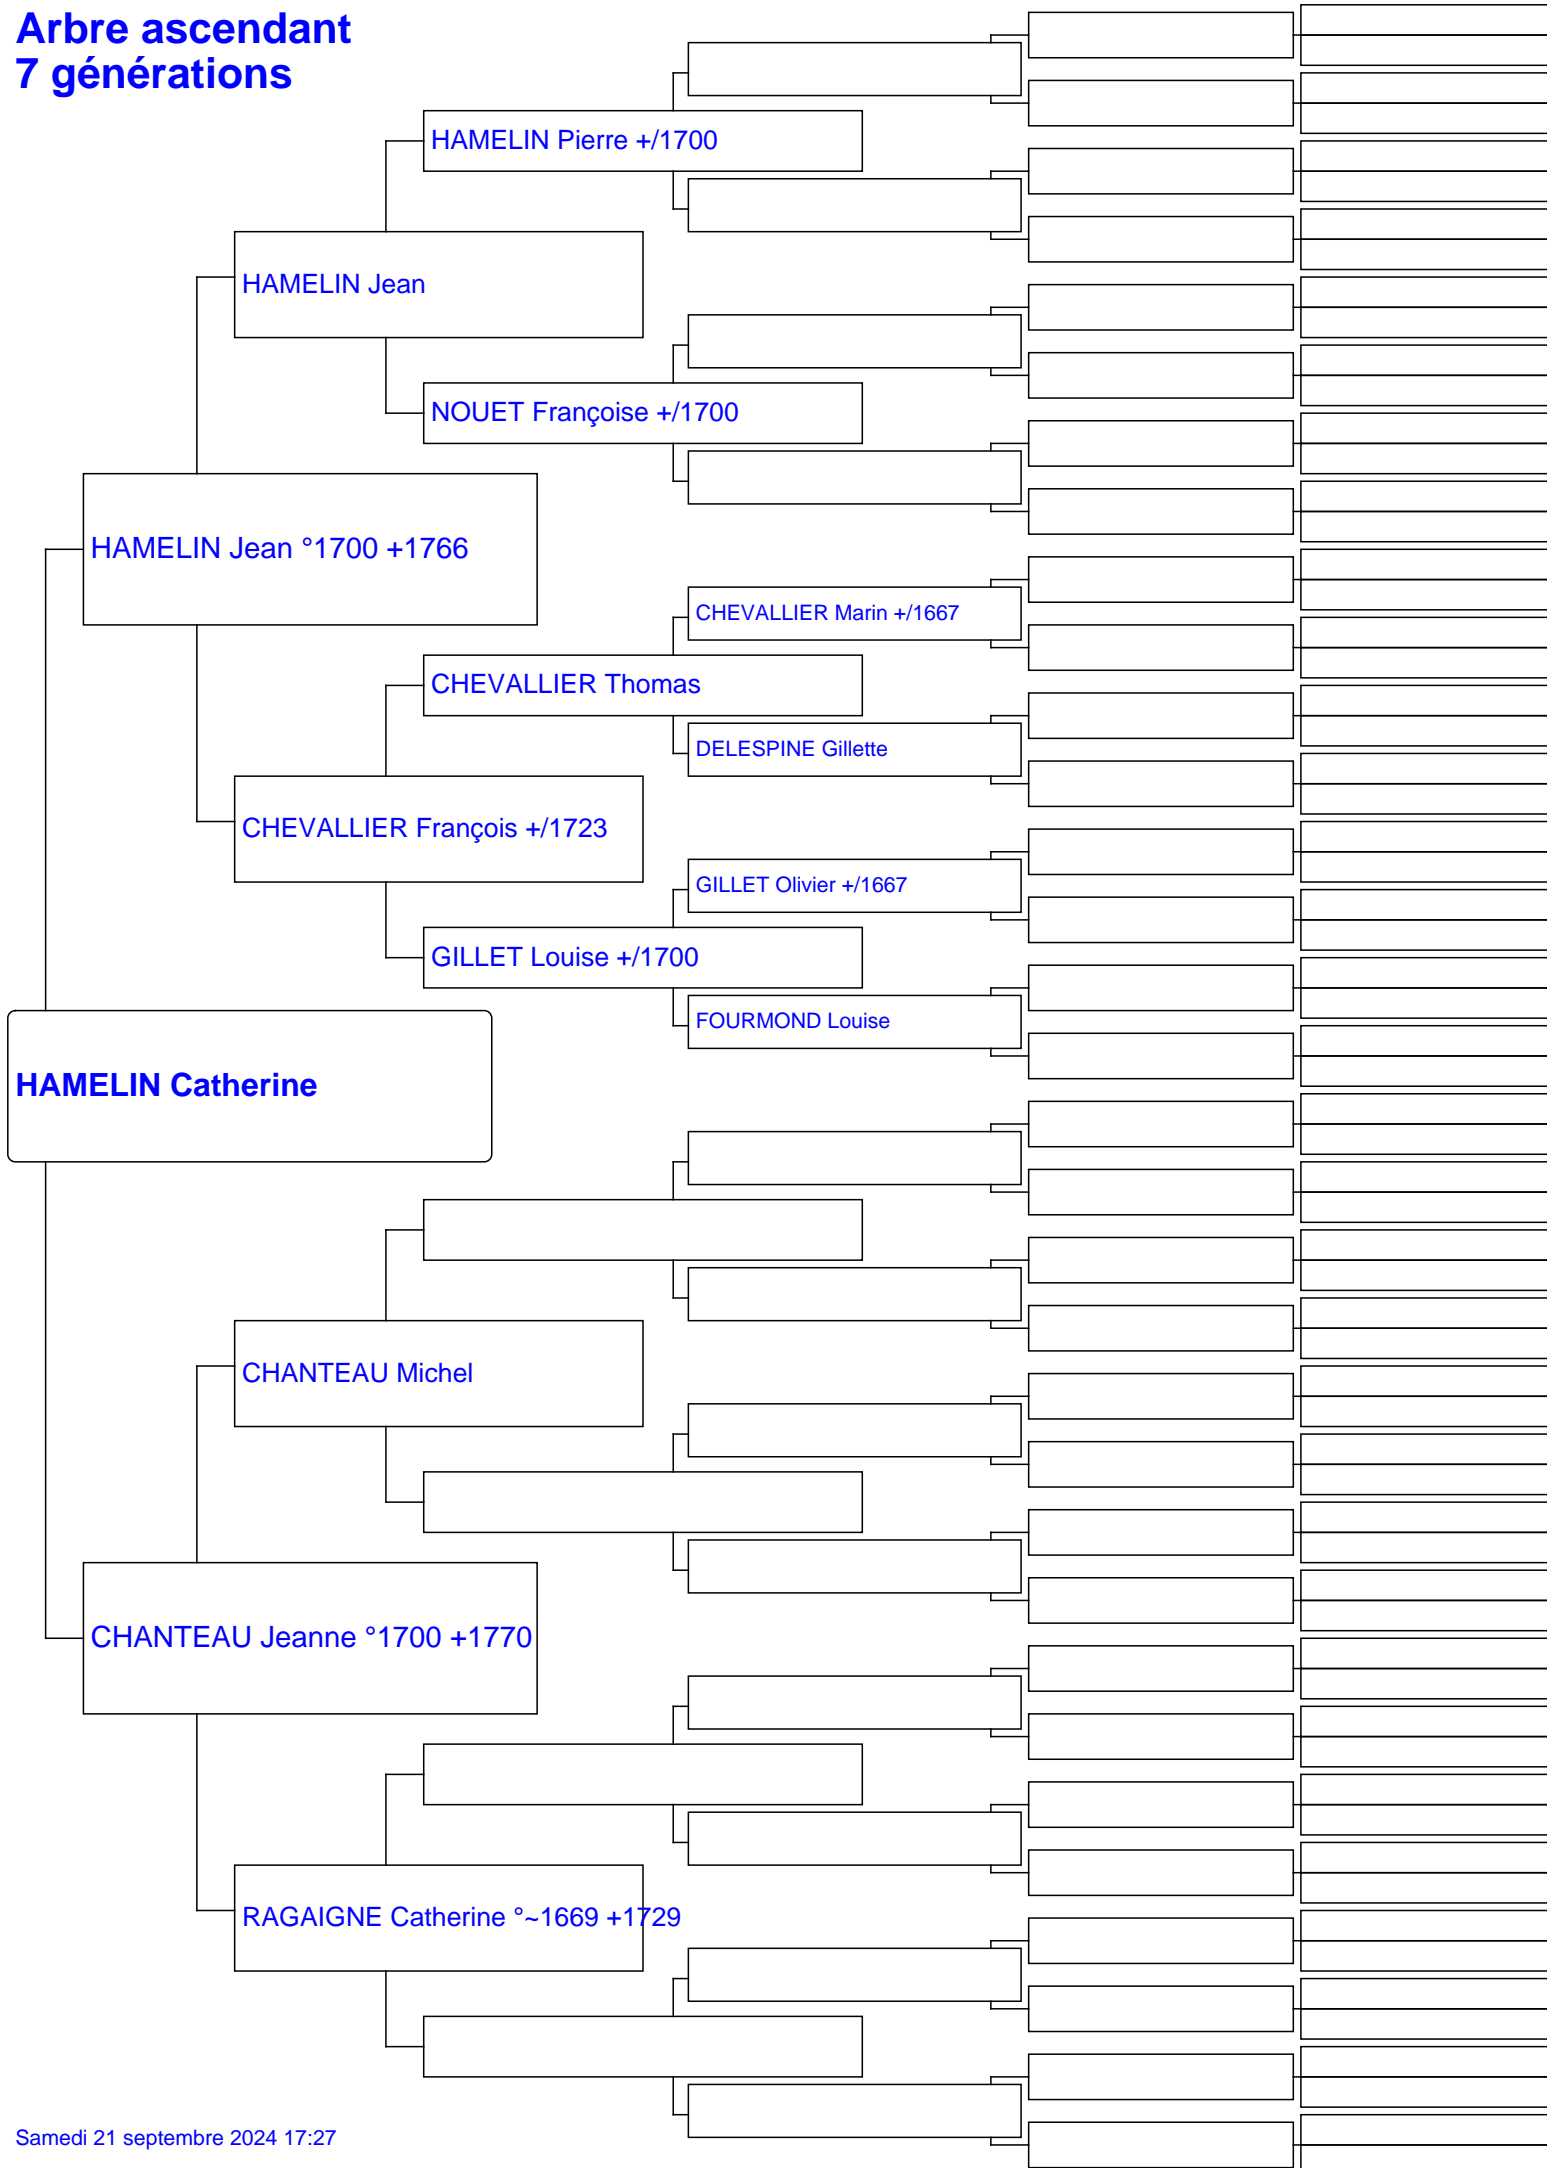 Arbre ascendant
7 générations
HAMELIN Pierre +/1700
HAMELIN Jean
NOUET Françoise +/1700
HAMELIN Jean °1700 +1766
CHEVALLIER Marin +/1667
CHEVALLIER Thomas
DELESPINE Gillette
CHEVALLIER François +/1723
GILLET Olivier +/1667
GILLET Louise +/1700
FOURMOND Louise
HAMELIN Catherine
CHANTEAU Michel
CHANTEAU Jeanne °1700 +1770
RAGAIGNE Catherine °~1669 +1729
Samedi 21 septembre 2024 17:27